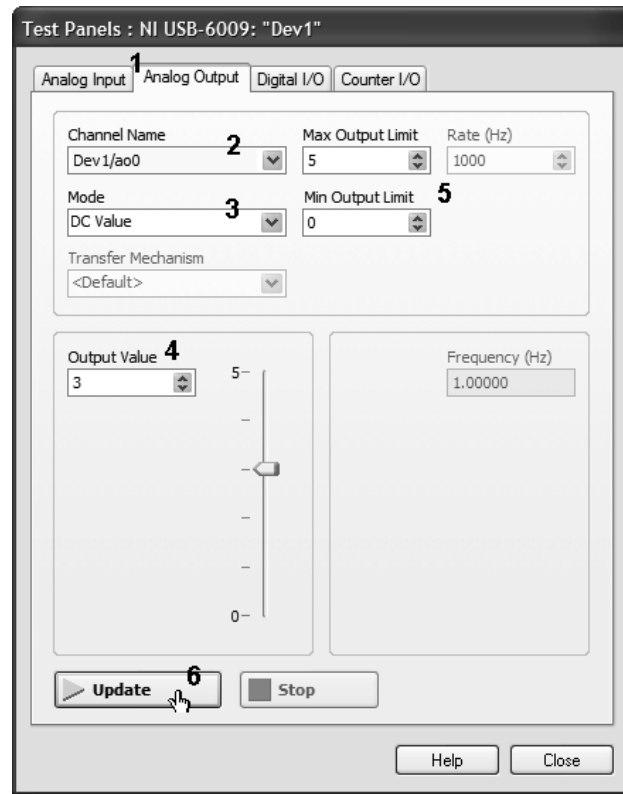 Test Panels : NI USB-6009: "Dev1"
1
Analog Input Analog Output Digital I/O Counter I/O
Channel Name 2 Max Output Limit Rate (Hz)
Dev1/ao0 5 1000
Mode 3 Min Output Limit 5
DC Value 0
Transfer Mechanism
<Default>
Output Value 4 Frequency (Hz)
3 5 1.00000
0
Update 6 Stop
Help Close